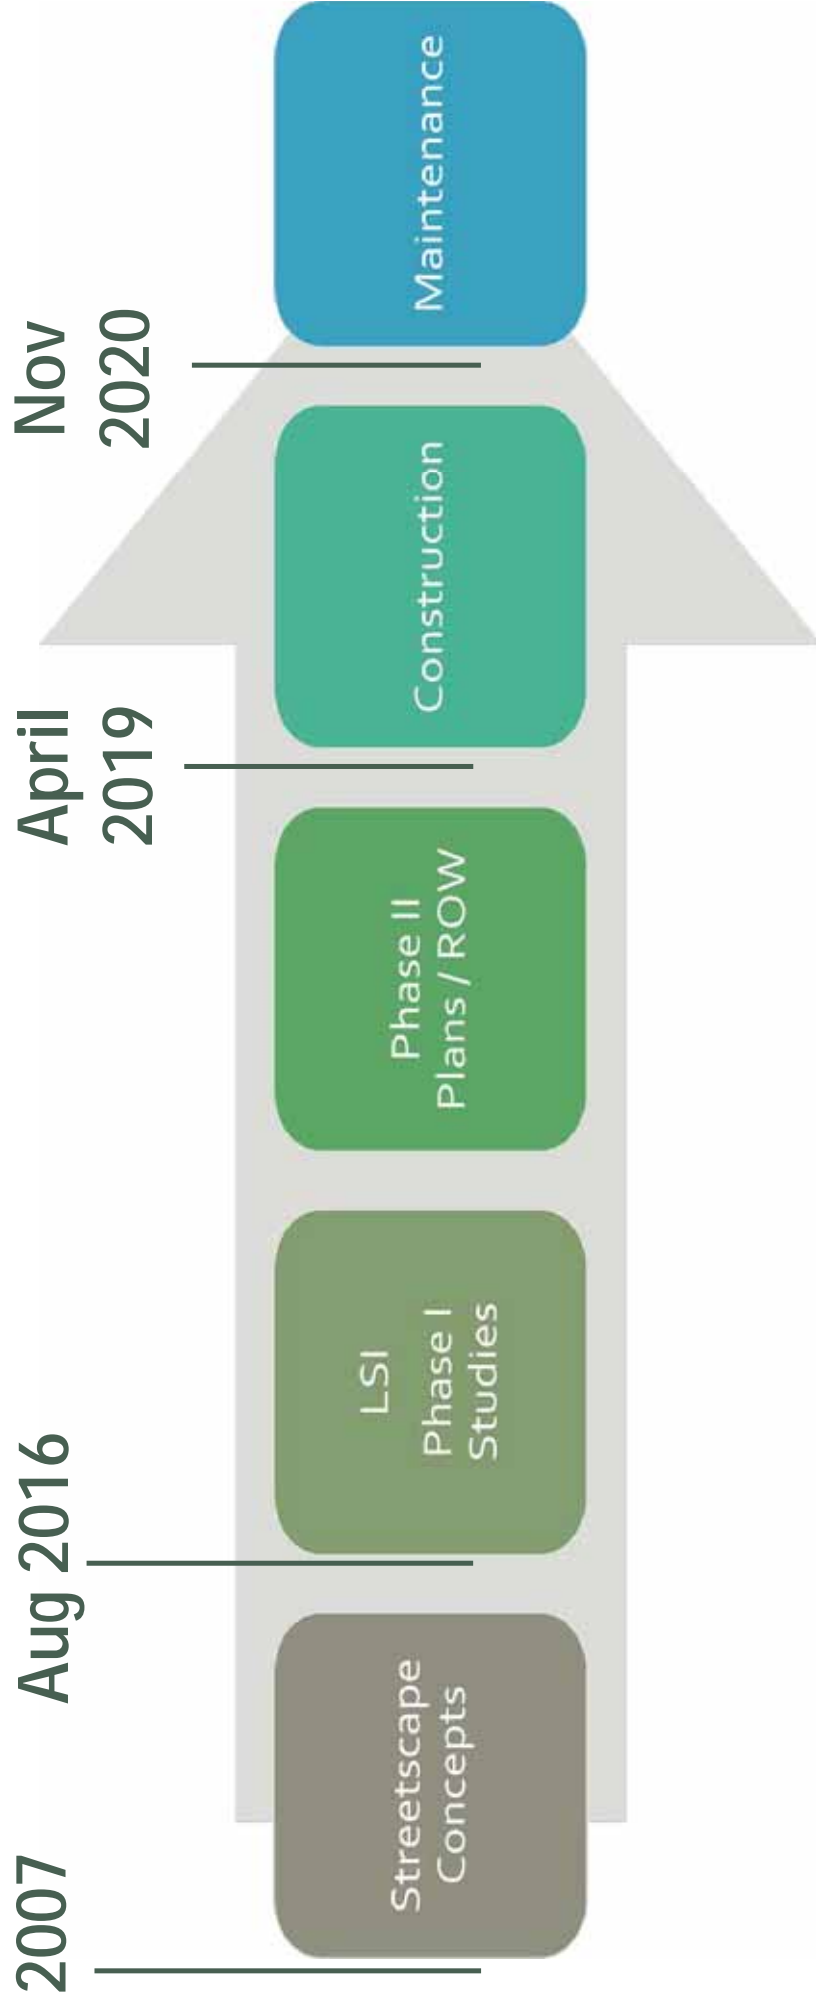 2007
Aug 2016
April
2019
Nov
2020
Streetscape
Concepts
LSI
Phase I
Studies
Phase II
Plans / ROW
Construction
Maintenance